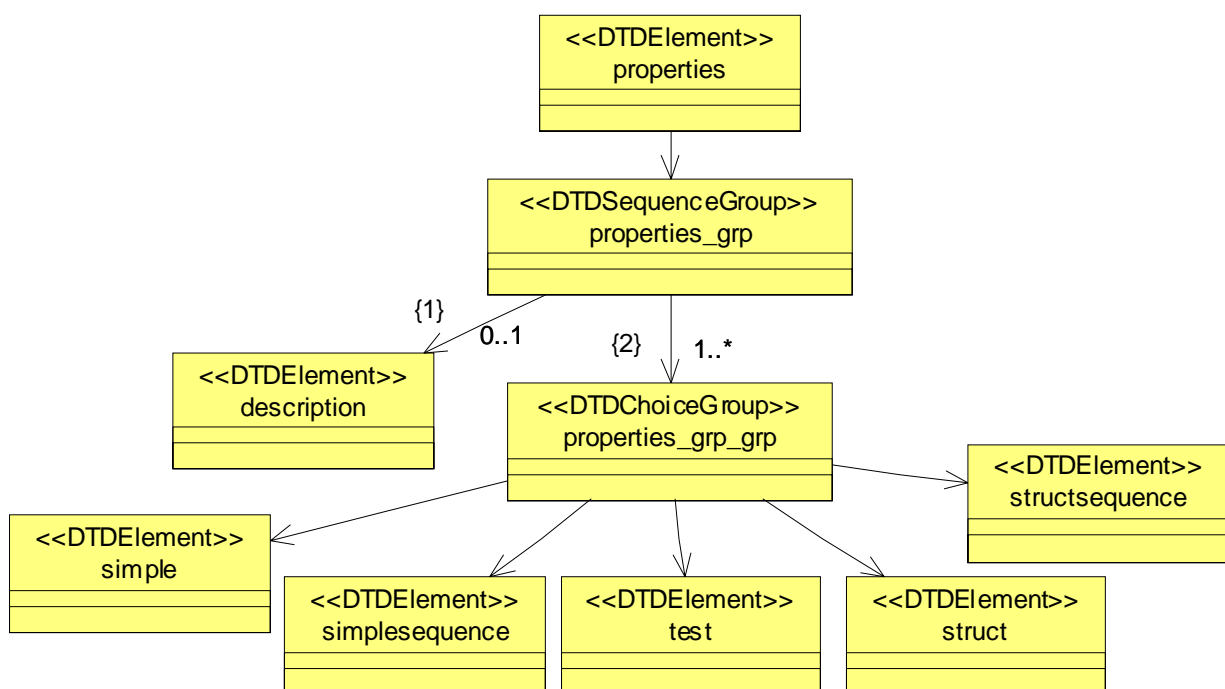 <<DTDElement>>
properties
<<DTDSequenceGroup>>
properties_grp
{1}
0..1
{2}
1..*
<<DTDElement>>
description
<<DTDChoiceGroup>>
properties_grp_grp
<<DTDElement>>
structsequence
<<DTDElement>>
simple
<<DTDElement>>
simplesequence
<<DTDElement>>
test
<<DTDElement>>
struct